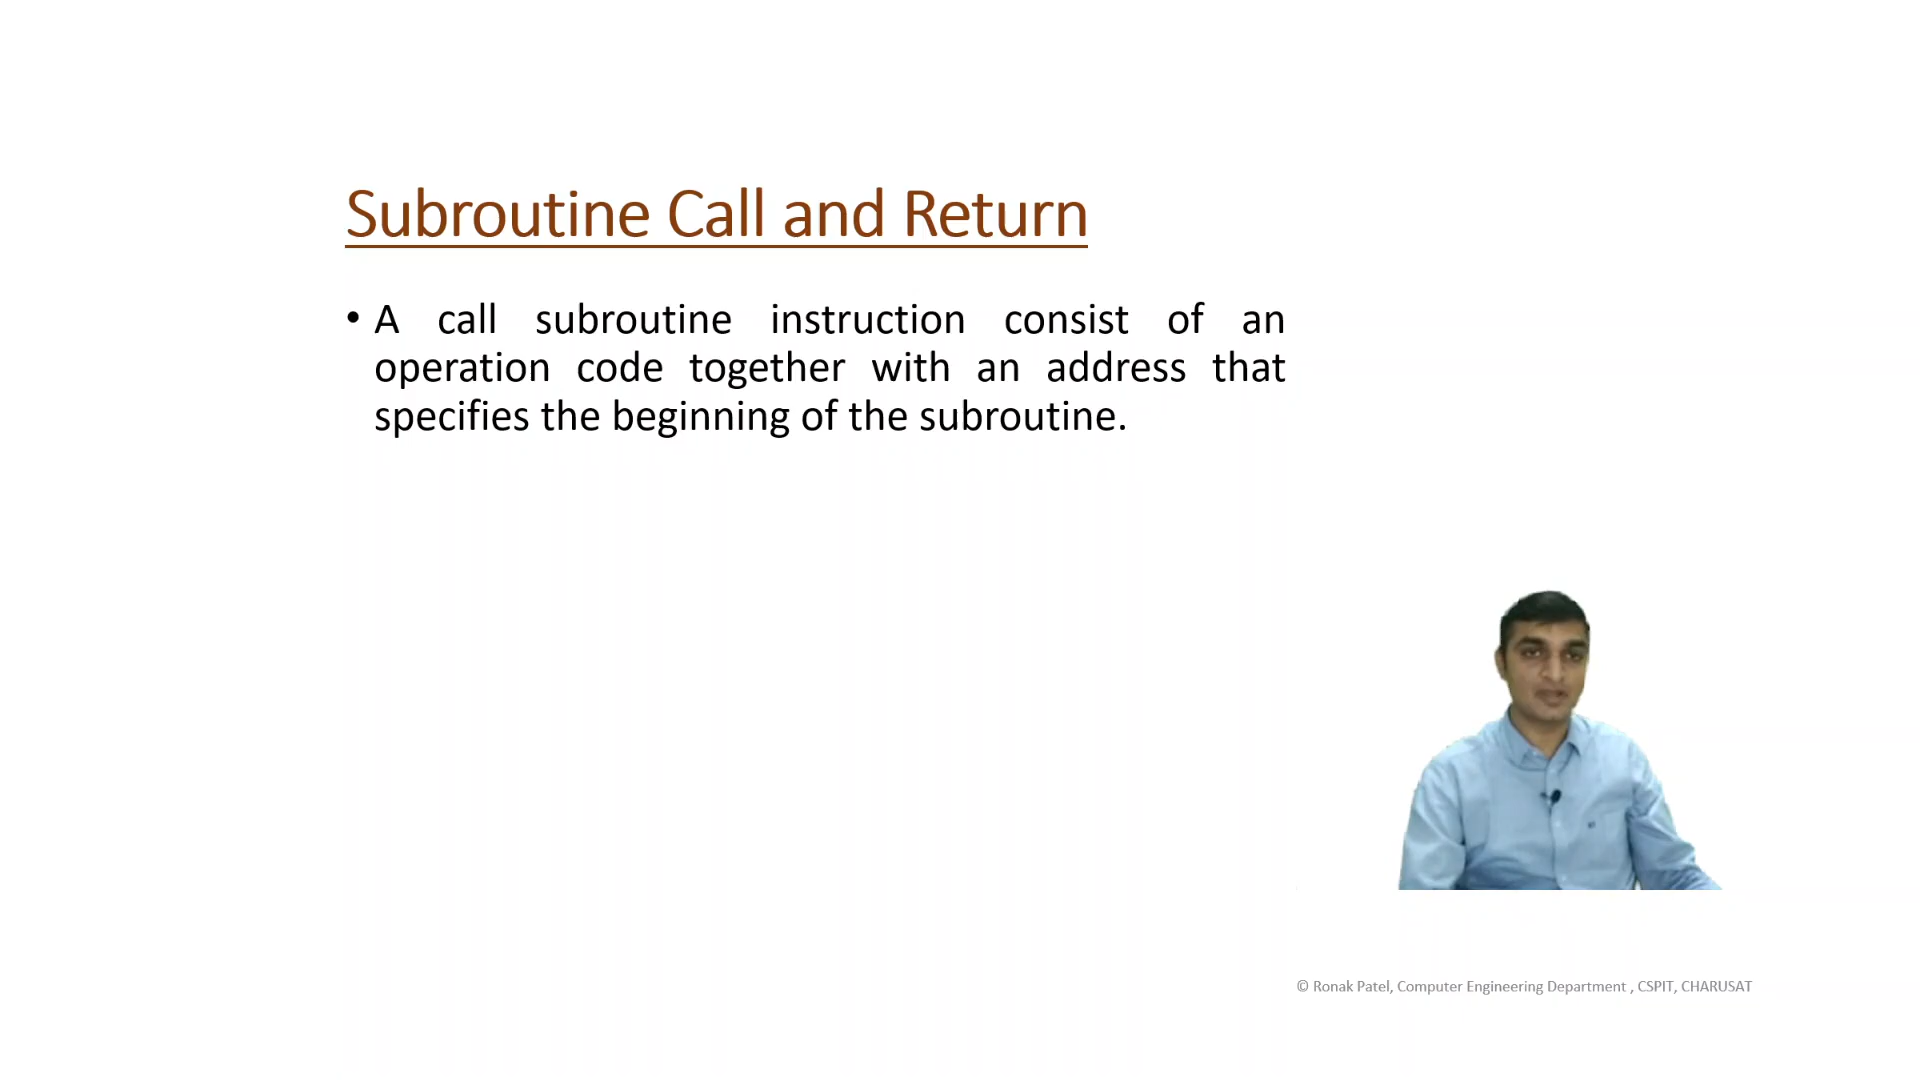 Subroutine Call and Return
• A call subroutine instruction consist of an
operation code together with an address that
specifies the beginning of the subroutine.
© Ronak Patel, Computer Engineering Department , CSPIT, CHARUSAT